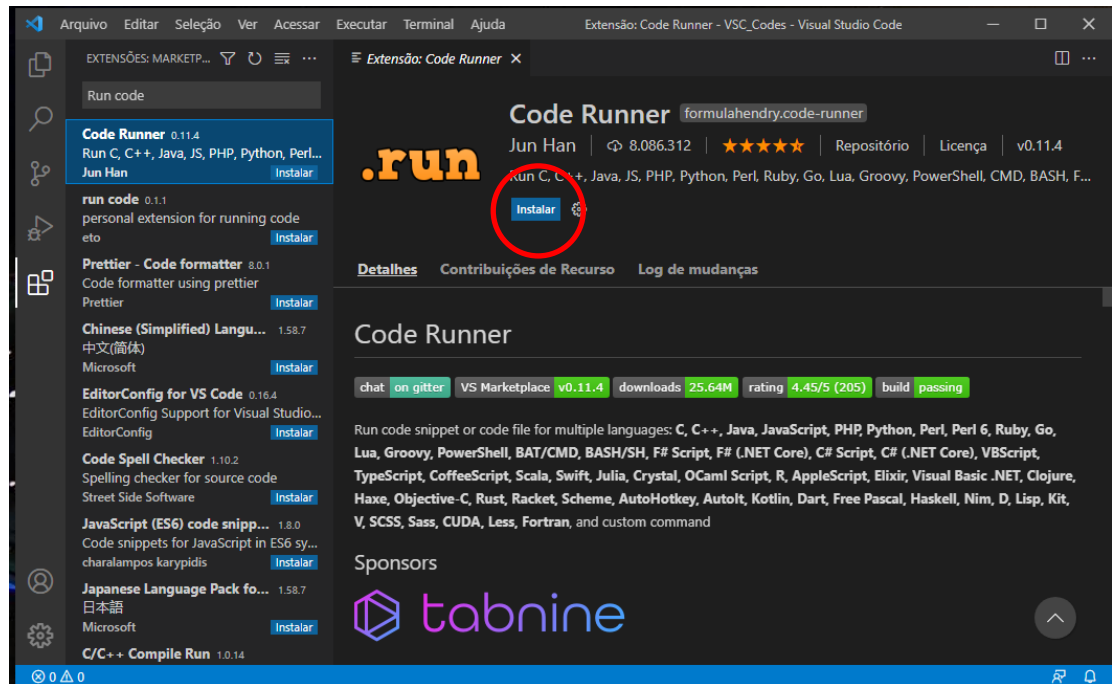 Arquivo Editar Seleção Ver Acessar Executar Terminal Ajuda Extensão: Code Runner - VSC_Codes - Visual Studio Code
EXTENSÕES: MARKETP...
Run code
Code Runner 0.11.4
Run C, C++, Java, JS, PHP, Python, Perl...
Jun Han Instalar
run code 0.1.1
personal extension for running code
eto Instalar
Prettier - Code formatter 8.0.1
Code formatter using prettier
Prettier Instalar
Chinese (Simplified) Langu... 1.58.7
中文(简体)
Microsoft Instalar
EditorConfig for VS Code 0.16.4
EditorConfig Support for Visual Studio...
EditorConfig Instalar
Code Spell Checker 1.10.2
Spelling checker for source code
Street Side Software Instalar
JavaScript (ES6) code snipp... 1.8.0
Code snippets for JavaScript in ES6 sy...
charalampos karypidis Instalar
Japanese Language Pack fo... 1.58.7
日本語
Microsoft Instalar
C/C++ Compile Run 1.0.14
Extensão: Code Runner
.run
Code Runner formulahendry.code-runner
Jun Han 8.086.312 Repositório Licença v0.11.4
Run C, C++, Java, JS, PHP, Python, Perl, Ruby, Go, Lua, Groovy, PowerShell, CMD, BASH, F...
Instalar
Detalhes Contribuições de Recurso Log de mudanças
Code Runner
chat on gitter VS Marketplace v0.11.4 downloads 25.64M rating 4.45/5 (205) build passing
Run code snippet or code file for multiple languages: C, C++, Java, JavaScript, PHP, Python, Perl, Perl 6, Ruby, Go,
Lua, Groovy, PowerShell, BAT/CMD, BASH/SH, F# Script, F# (.NET Core), C# Script, C# (.NET Core), VBScript,
TypeScript, CoffeeScript, Scala, Swift, Julia, Crystal, OCaml Script, R, AppleScript, Elixir, Visual Basic .NET, Clojure,
Haxe, Objective-C, Rust, Racket, Scheme, AutoHotkey, AutoIt, Kotlin, Dart, Free Pascal, Haskell, Nim, D, Lisp, Kit,
V, SCSS, Sass, CUDA, Less, Fortran, and custom command
Sponsors
tabnine
0 0